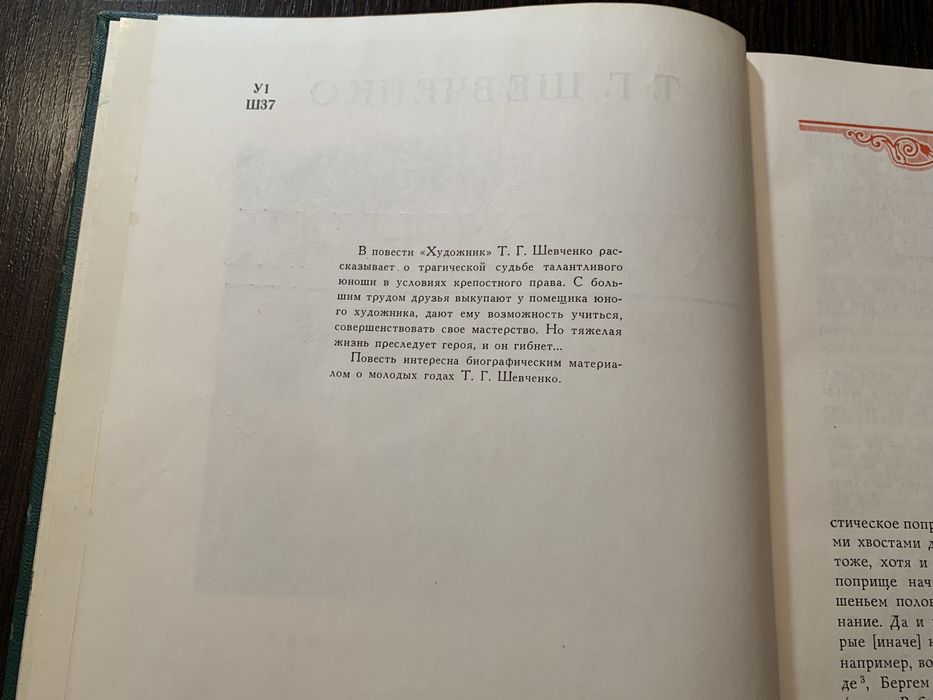 У1
Ш37
В повести «Художник» Т. Г. Шевченко рас-
сказывает о трагической судьбе талантливого
юноши в условиях крепостного права. С боль-
шим трудом друзья выкупают у помещика юно-
го художника, дают ему возможность учиться,
совершенствовать свое мастерство. Но тяжелая
жизнь преследует героя, и он гибнет...
Повесть интересна биографическим материа-
лом о молодых годах Т. Г. Шевченко.
Т. Г. ШЕВЧЕНКО
стическое
ми хвостами
тоже, хотя и
поприще
шеньем
нание. Да и
рые [иначе]
например,
де³, Бергем